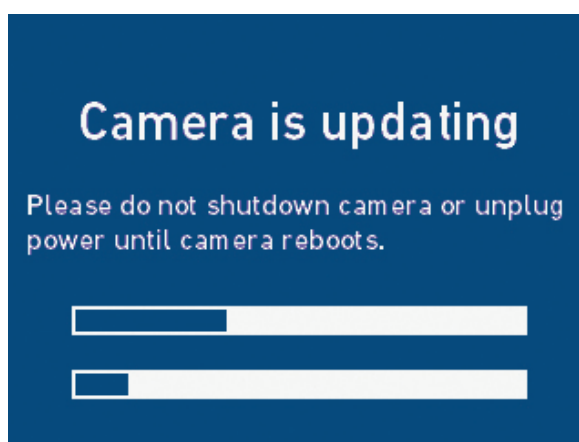 Camera is updating
Please do not shutdown camera or unplug
power until camera reboots.